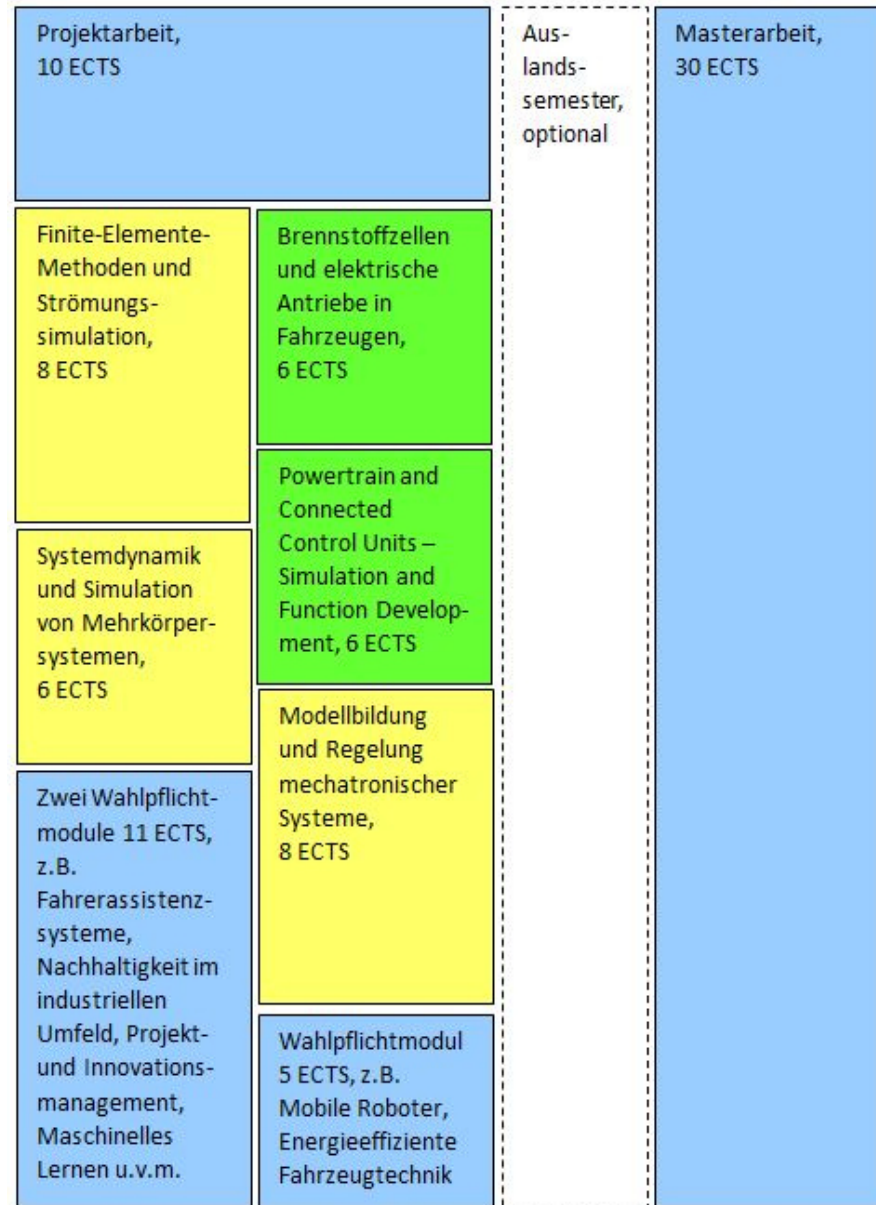 Projektarbeit,
10 ECTS
Finite-Elemente-
Methoden und
Strömungs-
simulation,
8 ECTS
Systemdynamik
und Simulation
von Mehrkörper-
systemen,
6 ECTS
Zwei Wahlpflicht-
module 11 ECTS,
z.B.
Fahrerassistenz-
systeme,
Nachhaltigkeit im
industriellen
Umfeld, Projekt-
und Innovations-
management,
Maschinelles
Lernen u.v.m.
Brennstoffzellen
und elektrische
Antriebe in
Fahrzeugen,
6 ECTS
Powertrain and
Connected
Control Units –
Simulation and
Function Develop-
ment, 6 ECTS
Modellbildung
und Regelung
mechatronischer
Systeme,
8 ECTS
Wahlpflichtmodul
5 ECTS, z.B.
Mobile Roboter,
Energieeffiziente
Fahrzeugtechnik
Aus-
lands-
semester,
optional
Masterarbeit,
30 ECTS